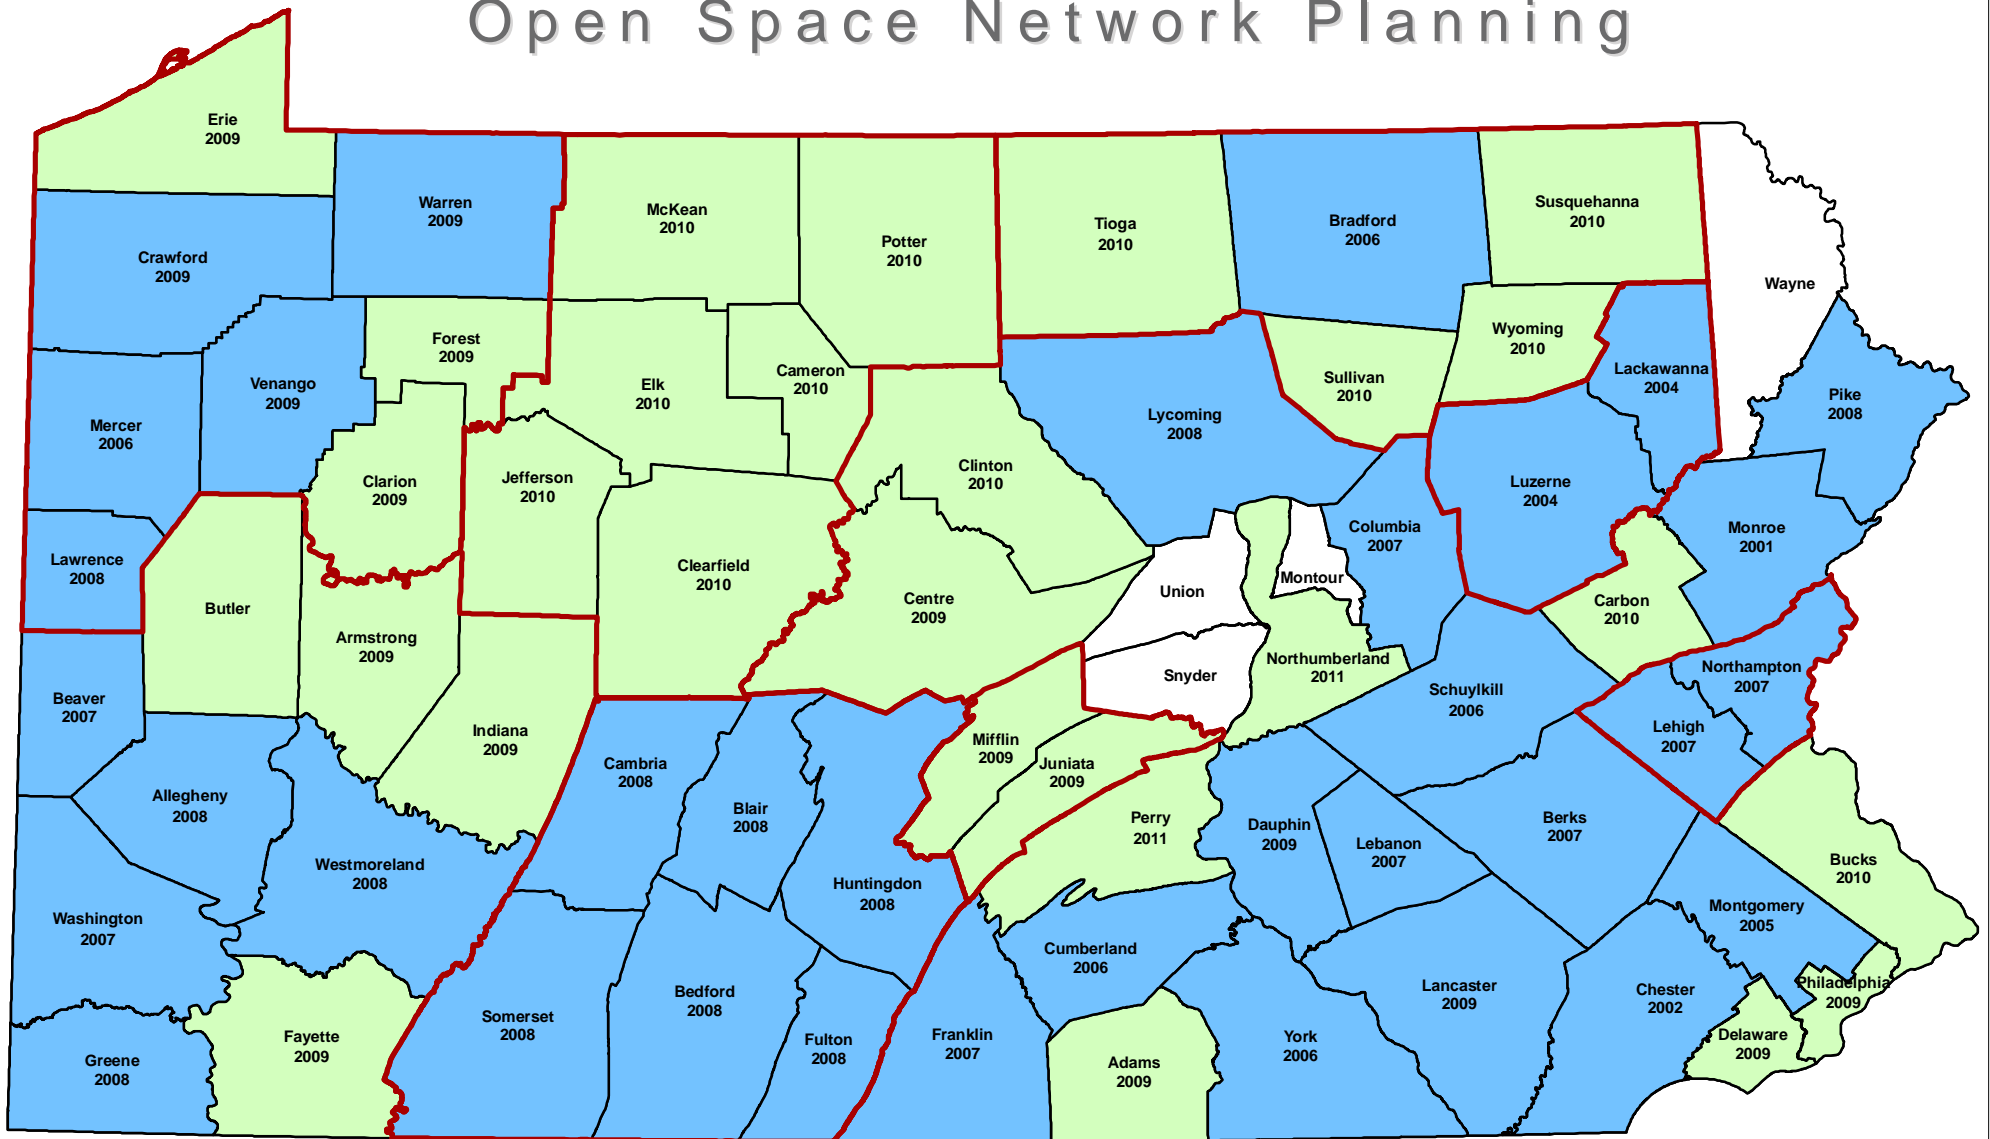 Open Space Network Planning
Erie
2009
Warren
2009
McKean
2010
Potter
2010
Tioga
2010
Bradford
2006
Susquehanna
2010
Wayne
Crawford
2009
Forest
2009
Elk
2010
Cameron
2010
Wyoming
2010
Sullivan
2010
Lackawanna
2004
Pike
2008
Venango
2009
Mercer
2006
Lycoming
2008
Clarion
2009
Jefferson
2010
Clinton
2010
Luzerne
2004
Columbia
2007
Monroe
2001
Lawrence
2008
Butler
Clearfield
2010
Centre
2009
Union
Montour
Carbon
2010
Armstrong
2009
Northumberland
2011
Snyder
Northampton
2007
Beaver
2007
Indiana
2009
Schuylkill
2006
Lehigh
2007
Mifflin
2009
Juniata
2009
Cambria
2008
Allegheny
2008
Blair
2008
Perry
2011
Dauphin
2009
Lebanon
2007
Berks
2007
Westmoreland
2008
Huntingdon
2008
Bucks
2010
Washington
2007
Montgomery
2005
Cumberland
2006
Bedford
2008
Lancaster
2009
Chester
2002
Philadelphia
2009
Somerset
2008
Fayette
2009
Fulton
2008
Franklin
2007
York
2006
Delaware
2009
Greene
2008
Adams
2009